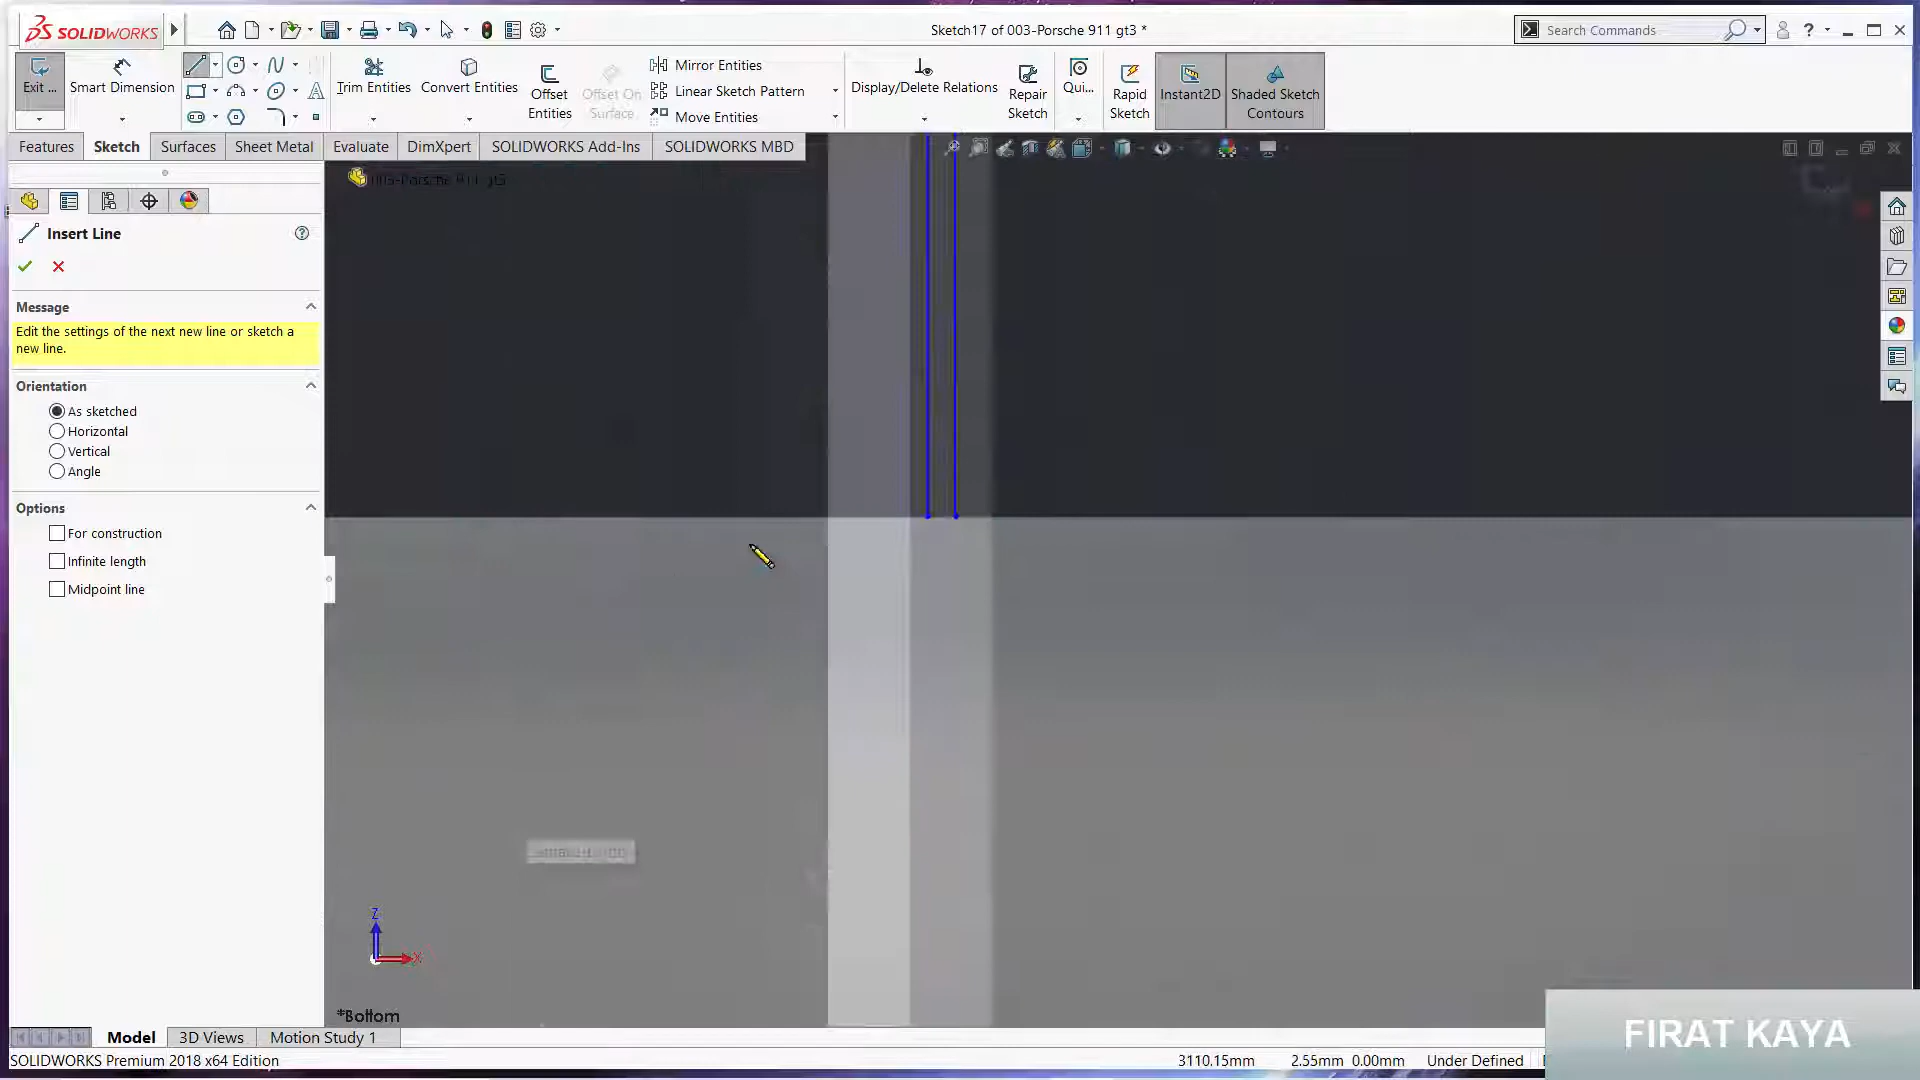 SOLIDWORKS
Sketch17 of 003-Porsche 911 gt3 *
Search Commands
?
Exit ...
Smart Dimension
Trim Entities
Convert Entities
Offset Entities
Offset On Surface
Mirror Entities
Linear Sketch Pattern
Move Entities
Display/Delete Relations
Repair Sketch
Qui...
Rapid Sketch
Instant2D
Shaded Sketch Contours
Features
Sketch
Surfaces
Sheet Metal
Evaluate
DimXpert
SOLIDWORKS Add-Ins
SOLIDWORKS MBD
003-Porsche 911 gt3
Insert Line
Message
Edit the settings of the next new line or sketch a
new line.
Orientation
As sketched
Horizontal
Vertical
Angle
Options
For construction
Infinite length
Midpoint line
Z
X
*Bottom
Model
3D Views
Motion Study 1
SOLIDWORKS Premium 2018 x64 Edition
3110.15mm
2.55mm
0.00mm
Under Defined
FIRAT KAYA